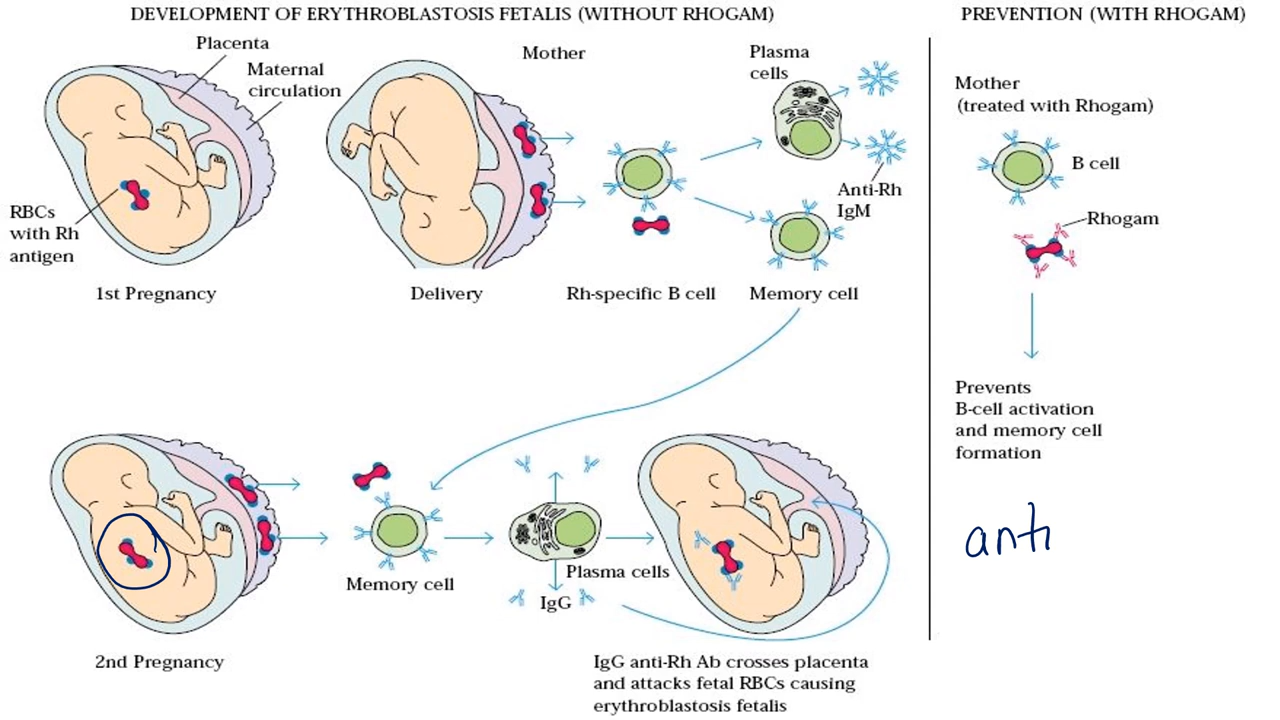 DEVELOPMENT OF ERYTHROBLASTOSIS FETALIS (WITHOUT RHOGAM)
PREVENTION (WITH RHOGAM)
Placenta
Maternal
circulation
RBCs
with Rh
antigen
1st Pregnancy
Delivery
Mother
Rh-specific B cell
Plasma
cells
Anti-Rh
IgM
Memory cell
Mother
(treated with Rhogam)
B cell
Rhogam
Prevents
B-cell activation
and memory cell
formation
anti
2nd Pregnancy
Memory cell
Plasma cells
IgG
IgG anti-Rh Ab crosses placenta
and attacks fetal RBCs causing
erythroblastosis fetalis